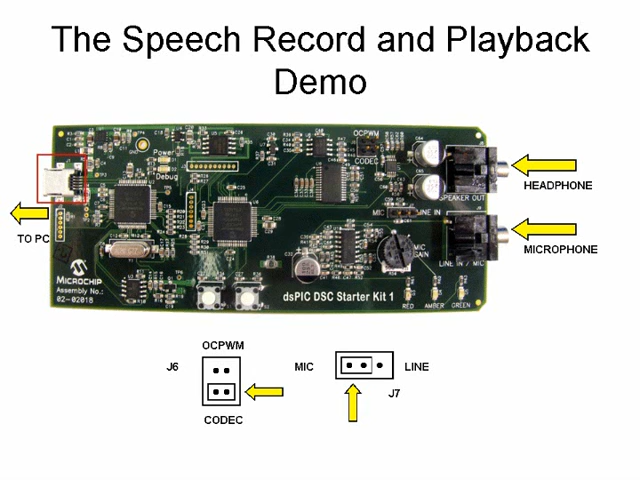 The Speech Record and Playback
Demo
OCPWM
Power
Debug
CODEC
SPEAKER OUT
HEADPHONE
MIC
LINE IN
TO PC
MIC
GAIN
MICROPHONE
LINE IN / MIC
MICROCHIP
Assembly No.:
02-02018
dsPIC DSC Starter Kit 1
RED
AMBER
GREEN
OCPWM
J6
MIC
LINE
J7
CODEC